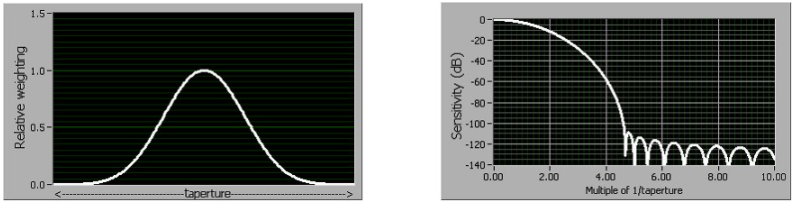 1.5
1.0
0.5
0.0
Relative weighting
<---------------------------taperture--------------------------->
0
-20
-40
-60
-80
-100
-120
-140
Sensitivity (dB)
0.00 2.00 4.00 6.00 8.00 10.00
Multiple of 1/taperture